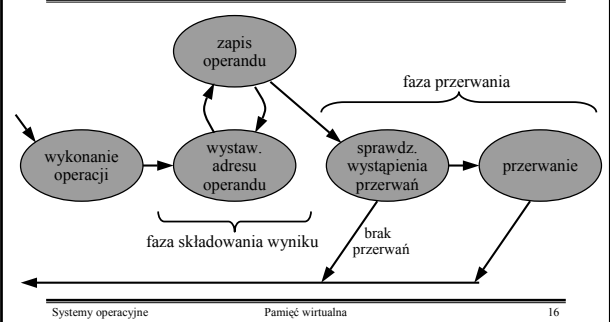 zapis
operandu
faza przerwania
wykonanie
operacji
wystaw.
adresu
operandu
sprawdz.
wystąpienia
przerwań
przerwanie
faza składowania wyniku
brak
przerwań
Systemy operacyjne
Pamięć wirtualna
16